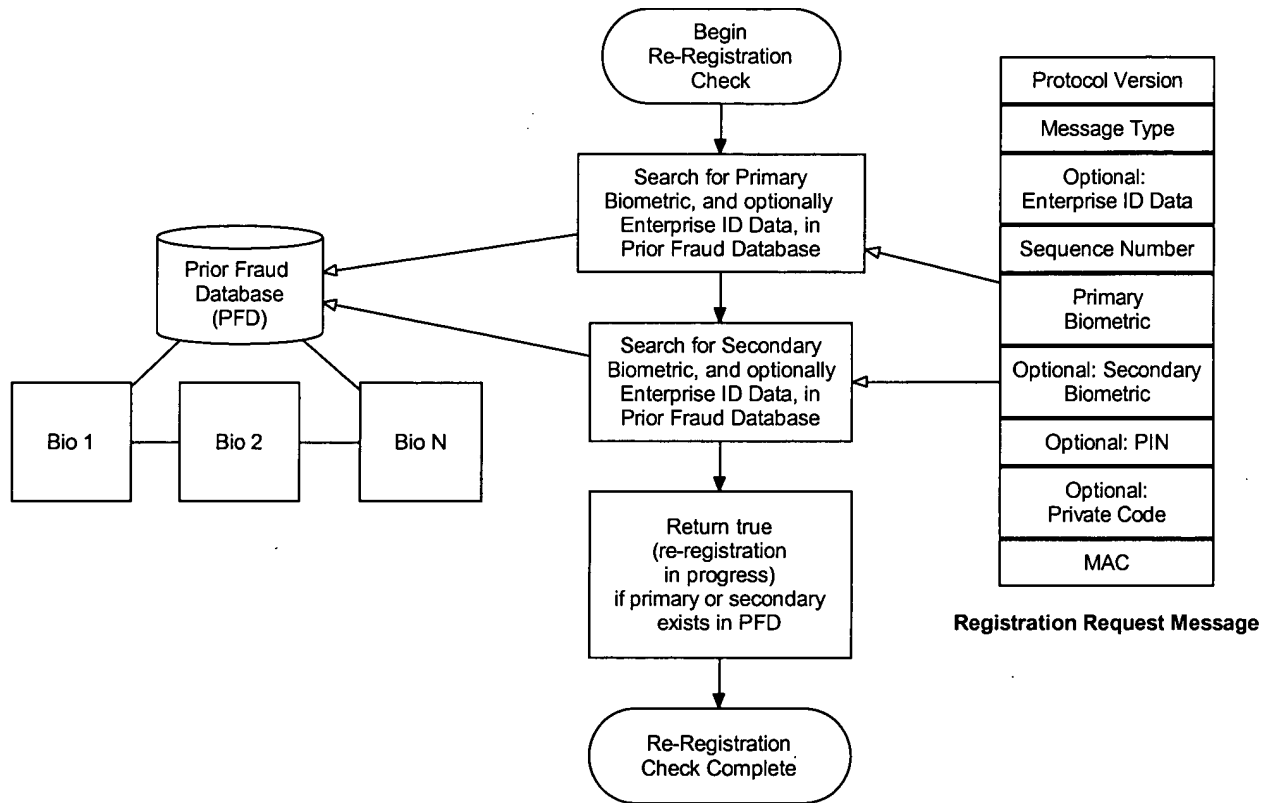 Begin
Re-Registration
Check
Search for Primary
Biometric, and optionally
Enterprise ID Data, in
Prior Fraud Database
Search for Secondary
Biometric, and optionally
Enterprise ID Data, in
Prior Fraud Database
Return true
(re-registration
in progress)
if primary or secondary
exists in PFD
Re-Registration
Check Complete
Prior Fraud
Database
(PFD)
Bio 1
Bio 2
Bio N
Protocol Version
Message Type
Optional:
Enterprise ID Data
Sequence Number
Primary
Biometric
Optional: Secondary
Biometric
Optional: PIN
Optional:
Private Code
MAC
Registration Request Message